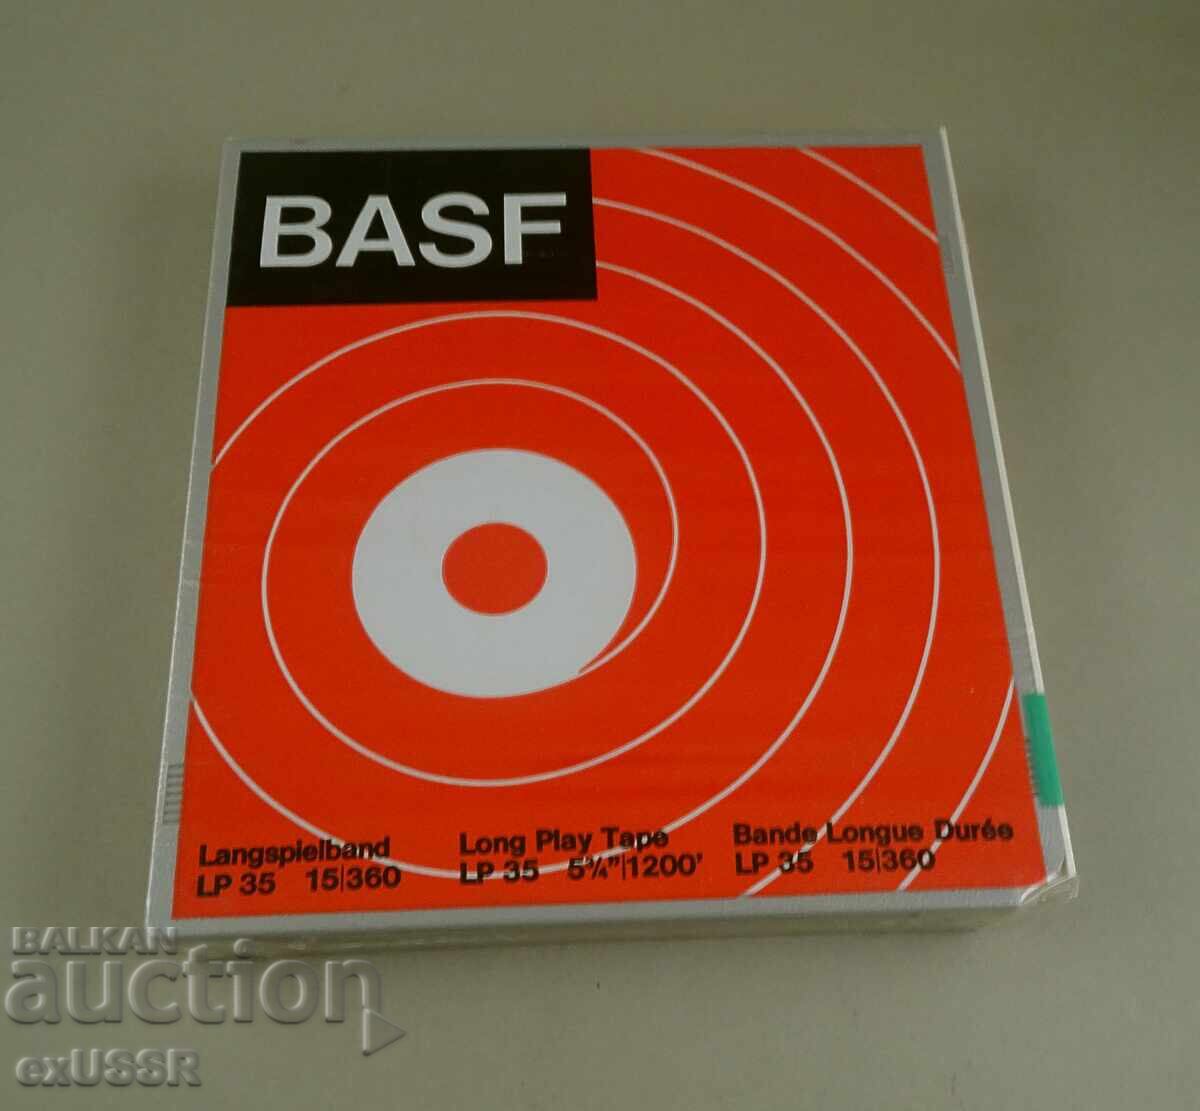 BASF
Langspielband
LP 35 15|360
Long Play Tape
LP 35 5¾"|1200'
Bande Longue Durée
LP 35 15|360
BALKAN
auction
exUSSR